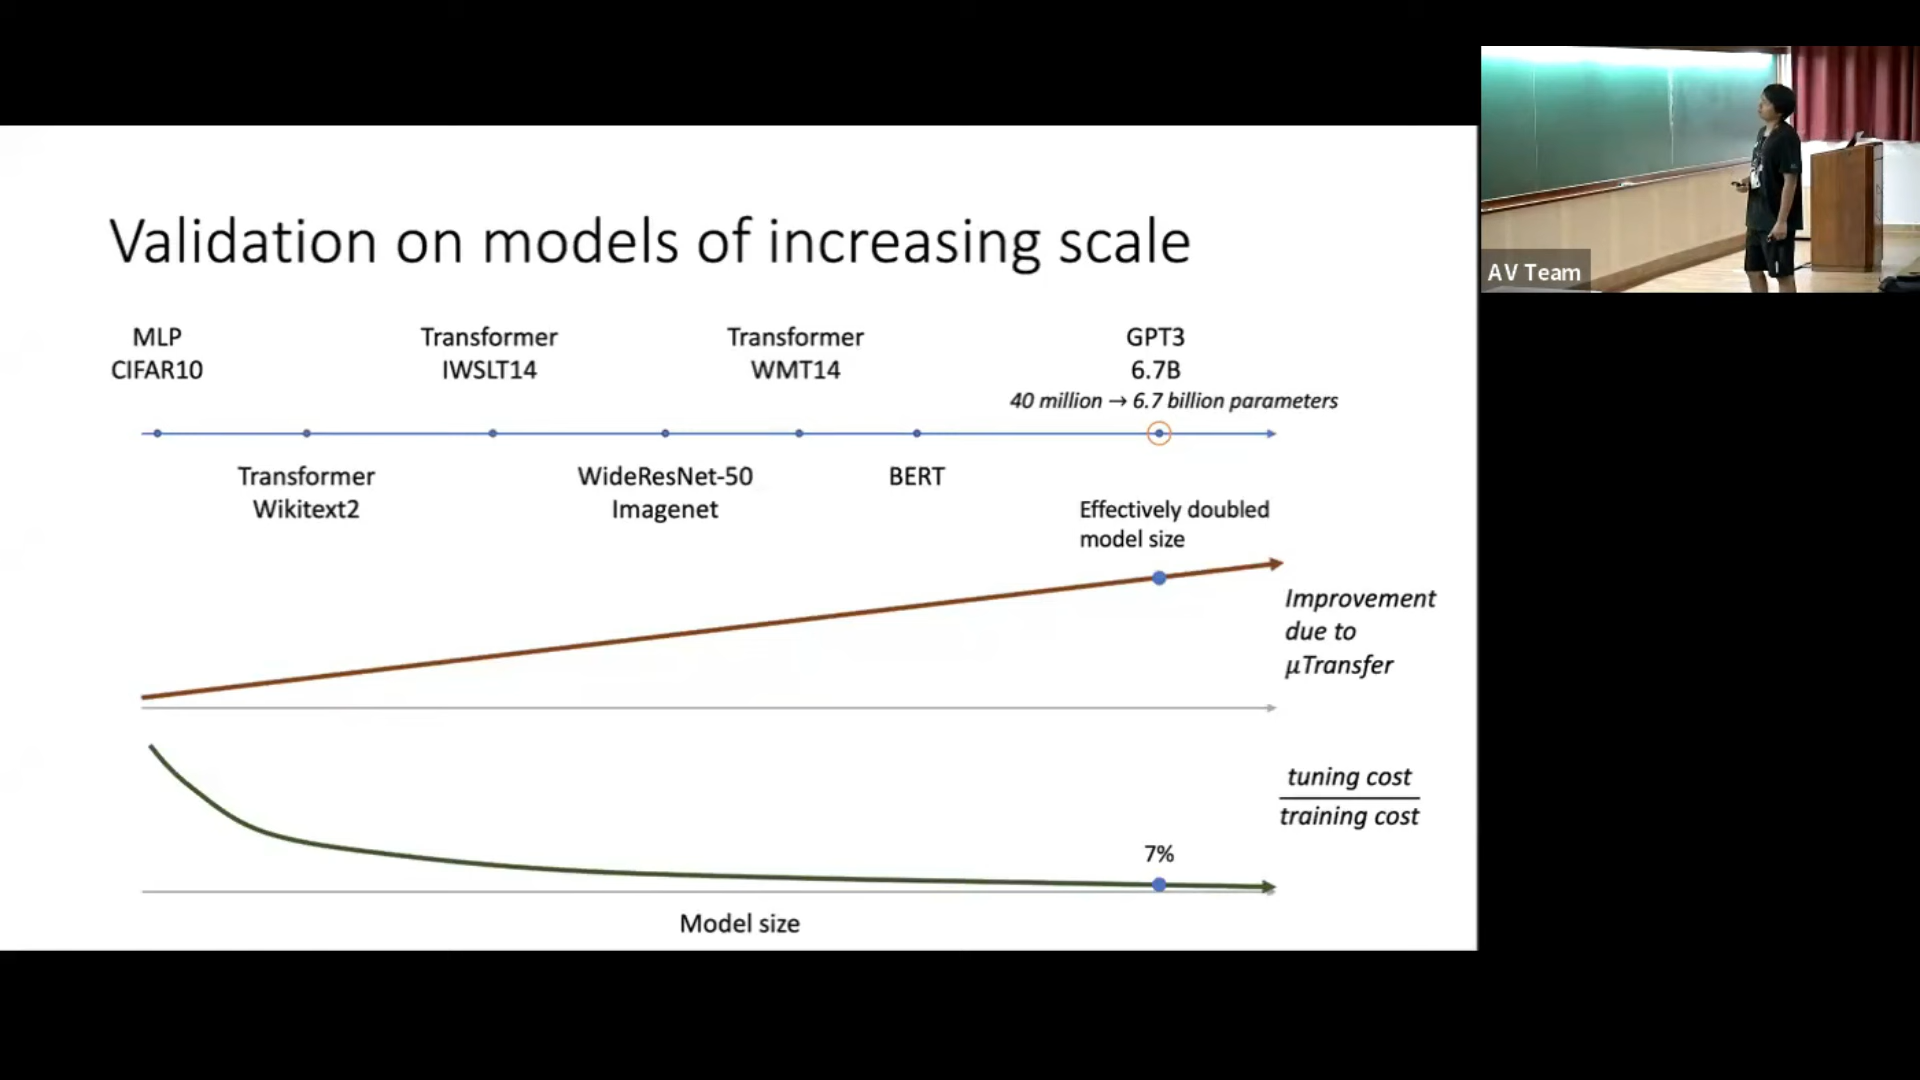 Validation on models of increasing scale
MLP
CIFAR10
Transformer
IWSLT14
Transformer
WMT14
GPT3
6.7B
40 million → 6.7 billion parameters
Transformer
Wikitext2
WideResNet-50
Imagenet
BERT
Effectively doubled
model size
Improvement
due to
μTransfer
tuning cost
training cost
7%
Model size
AV Team